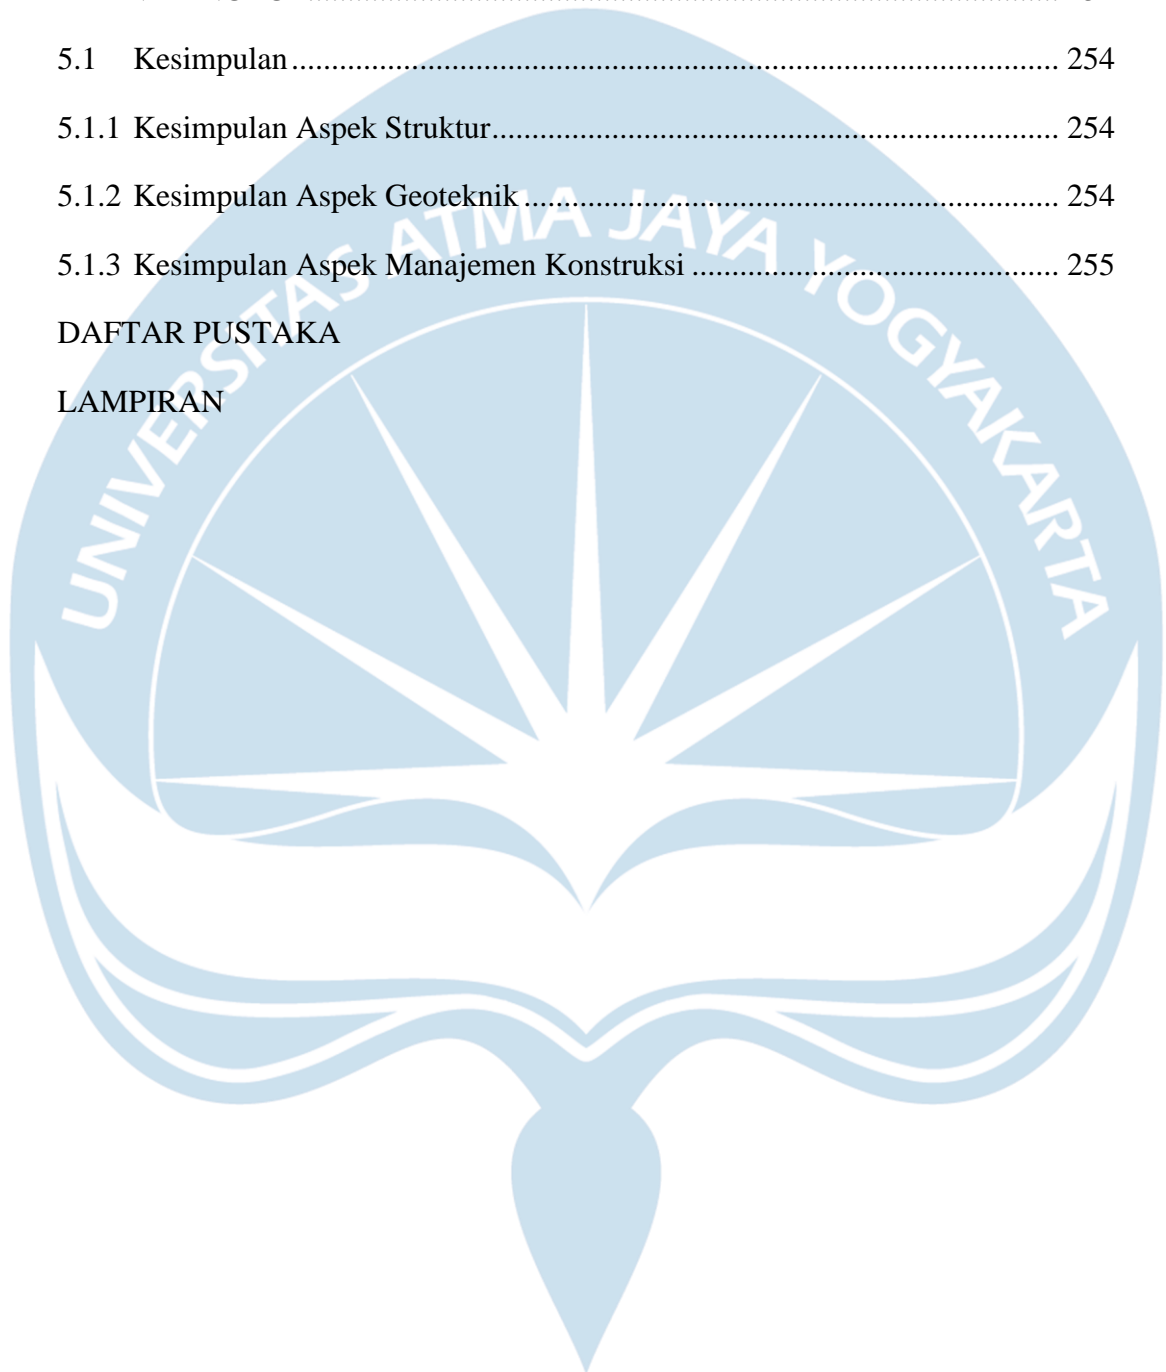 5.1 Kesimpulan ............................................................................................... 254
5.1.1 Kesimpulan Aspek Struktur...................................................................... 254
5.1.2 Kesimpulan Aspek Geoteknik .................................................................. 254
5.1.3 Kesimpulan Aspek Manajemen Konstruksi ............................................. 255
DAFTAR PUSTAKA
LAMPIRAN
UNIVERSITAS ATMA JAYA YOGYAKARTA